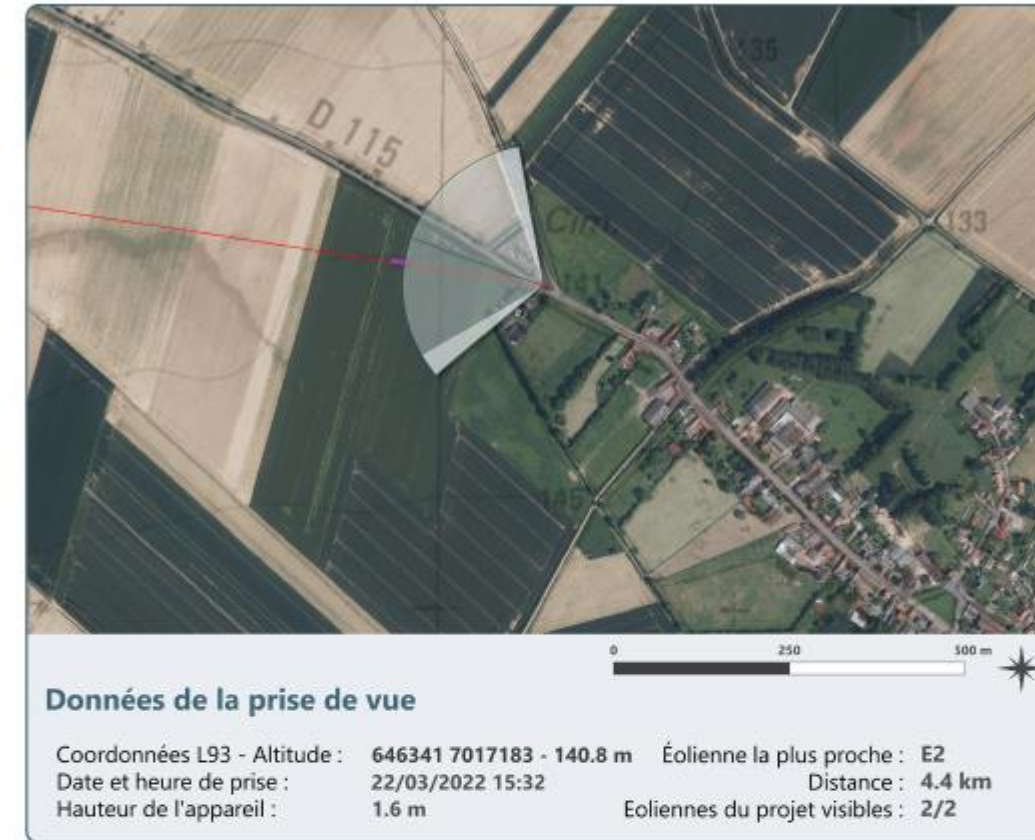 135
D 115
Cim.
133
141
145
0 250 500 m
Données de la prise de vue
Coordonnées L93 - Altitude : 646341 7017183 - 140.8 m Éolienne la plus proche : E2
Date et heure de prise : 22/03/2022 15:32 Distance : 4.4 km
Hauteur de l'appareil : 1.6 m Eoliennes du projet visibles : 2/2